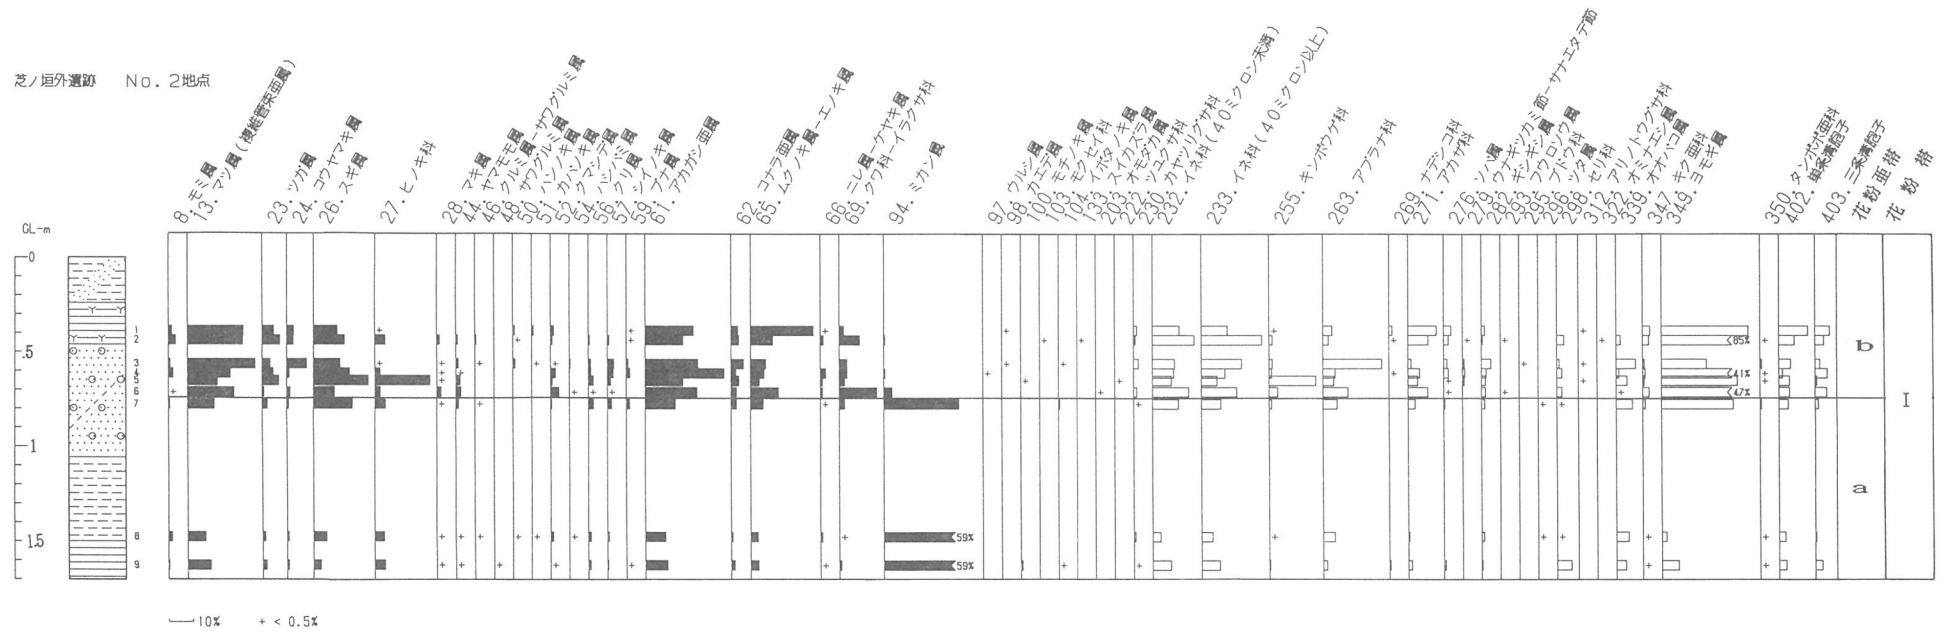 芝ノ垣外遺跡 No. 2地点
GL-m
8. モミ属
13. マツ属(複維管束亜属)
23. ツガ属
24. コウヤマキ属
26. スギ属
27. ヒノキ科
28. マキ属
44. ヤマモモ属
46. クルミ属-サワグルミ属
48. サワグルミ属
50. ハンノキ属
51. カバノキ属
52. クマシデ属
54. ハシバミ属
56. クリ属
57. シイノキ属
59. ブナ属
61. アカガシ亜属
62. コナラ亜属
65. ムクノキ属-エノキ属
66. ニレ属-ケヤキ属
69. クワ科-イラクサ科
94. ミカン属
97. ウルシ属
98. カエデ属
100. モチノキ属
103. モクセイ科
104. イボタノキ属
133. スイカズラ属
203. オモダカ属
222. ツユクサ科
230. カヤツリグサ科
232. イネ科(40ミクロン未満)
233. イネ科(40ミクロン以上)
255. キンポウゲ科
263. アブラナ科
269. ナデシコ科
271. アカザ科
276. ソバ属
279. ウナギツカミ節-サナエタデ節
282. ギシギシ属
293. フウロソウ属
295. ブドウ科
296. ツタ属
298. セリ科
312. アリノトウグサ科
322. オミナエシ属
339. オオバコ属
347. キク亜科
349. ヨモギ属
350. タンポポ亜科
402. 単条溝胞子
403. 三条溝胞子
花粉亜帯
花粉帯
0
.5
1
1.5
1
2
3
4
5
6
7
8
9
85%
41%
47%
59%
59%
b
a
I
10% + < 0.5%